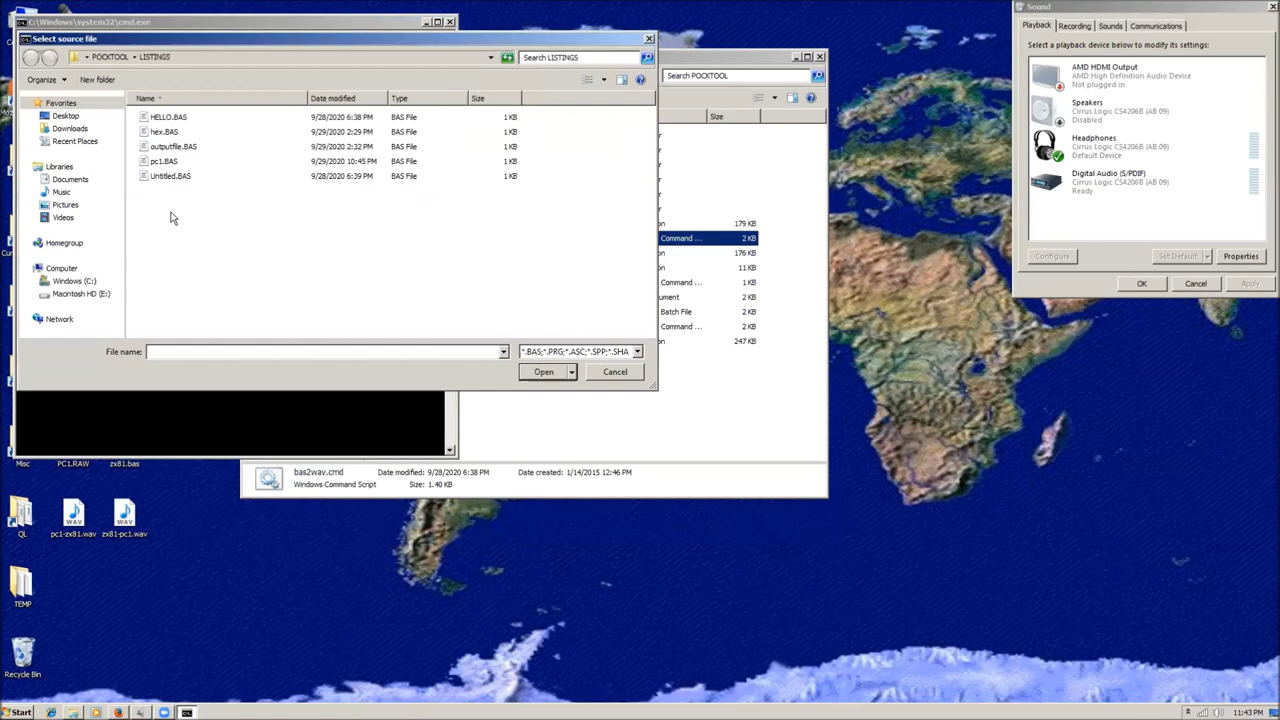 C:\Windows\system32\cmd.exe
Select source file
POCKTOOL
LISTINGS
Search LISTINGS
Organize
New folder
Name
Date modified
Type
Size
Favorites
Desktop
Downloads
Recent Places
Libraries
Documents
Music
Pictures
Videos
Homegroup
Computer
Windows (C:)
Macintosh HD (E:)
Network
HELLO.BAS 9/28/2020 6:38 PM BAS File 1 KB
hex.BAS 9/29/2020 2:29 PM BAS File 1 KB
outputfile.BAS 9/29/2020 2:32 PM BAS File 1 KB
pc1.BAS 9/29/2020 10:45 PM BAS File 1 KB
Untitled.BAS 9/28/2020 6:39 PM BAS File 1 KB
File name:
*.BAS;*.PRG;*.ASC;*.SPP;*.SHA
Open
Cancel
Search POCKTOOL
Size
179 KB
Command ... 2 KB
176 KB
11 KB
Command ... 1 KB
2 KB
Batch File 2 KB
Command ... 2 KB
247 KB
bas2wav.cmd Date modified: 9/28/2020 6:38 PM Date created: 1/14/2015 12:46 PM
Windows Command Script Size: 1.40 KB
Sound
Playback
Recording
Sounds
Communications
Select a playback device below to modify its settings:
AMD HDMI Output
AMD High Definition Audio Device
Not plugged in
Speakers
Cirrus Logic CS4206B (AB 09)
Disabled
Headphones
Cirrus Logic CS4206B (AB 09)
Default Device
Digital Audio (S/PDIF)
Cirrus Logic CS4206B (AB 09)
Ready
Configure
Set Default
Properties
OK
Cancel
Apply
Misc
PC1.RAW
zx81.bas
QL
WAV
pc1-zx81.wav
WAV
zx81-pc1.wav
TEMP
Recycle Bin
Start
11:43 PM